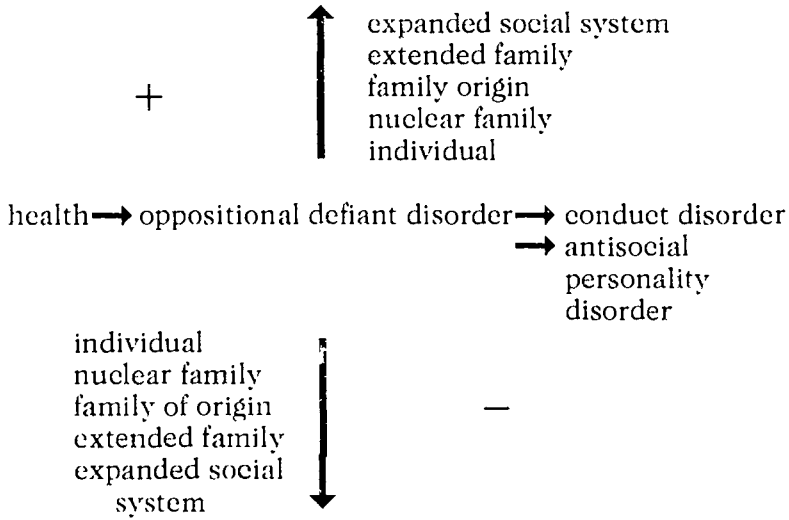 expanded social system
extended family
family origin
nuclear family
individual
+
health → oppositional defiant disorder → conduct disorder
→ antisocial
personality
disorder
individual
nuclear family
family of origin
extended family
expanded social
system
−